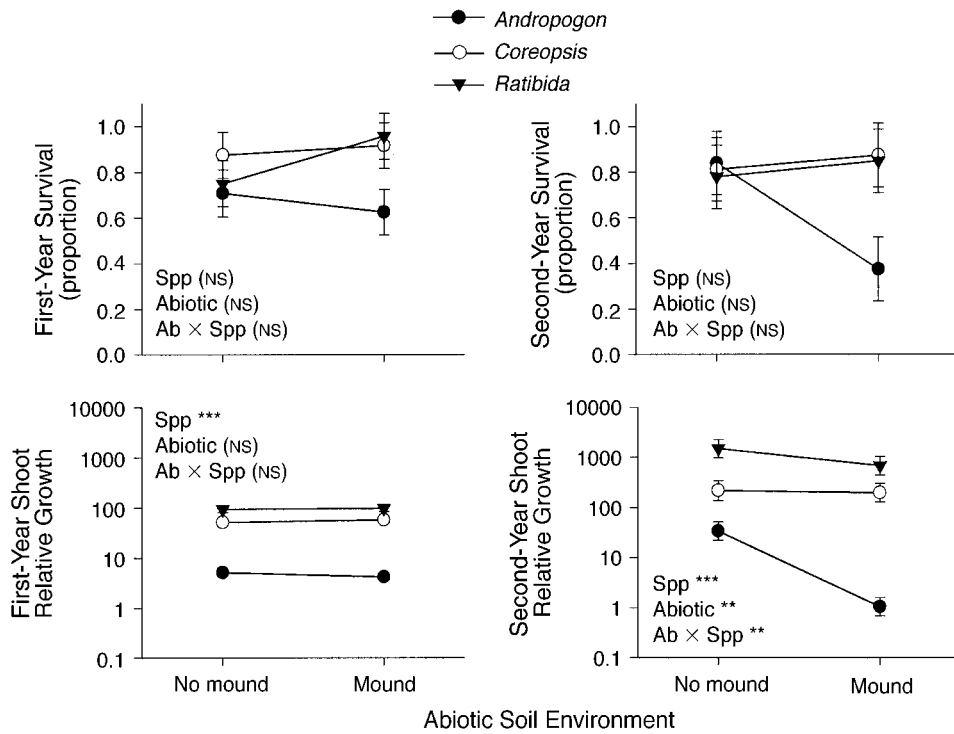 Andropogon
Coreopsis
Ratibida
First-Year Survival
(proportion)
1.0
0.8
0.6
0.4
0.2
0.0
Spp (NS)
Abiotic (NS)
Ab × Spp (NS)
Second-Year Survival
(proportion)
1.0
0.8
0.6
0.4
0.2
0.0
Spp (NS)
Abiotic (NS)
Ab × Spp (NS)
First-Year Shoot
Relative Growth
10000
1000
100
10
1
0.1
Spp ***
Abiotic (NS)
Ab × Spp (NS)
No mound
Mound
Second-Year Shoot
Relative Growth
10000
1000
100
10
1
0.1
Spp ***
Abiotic **
Ab × Spp **
No mound
Mound
Abiotic Soil Environment